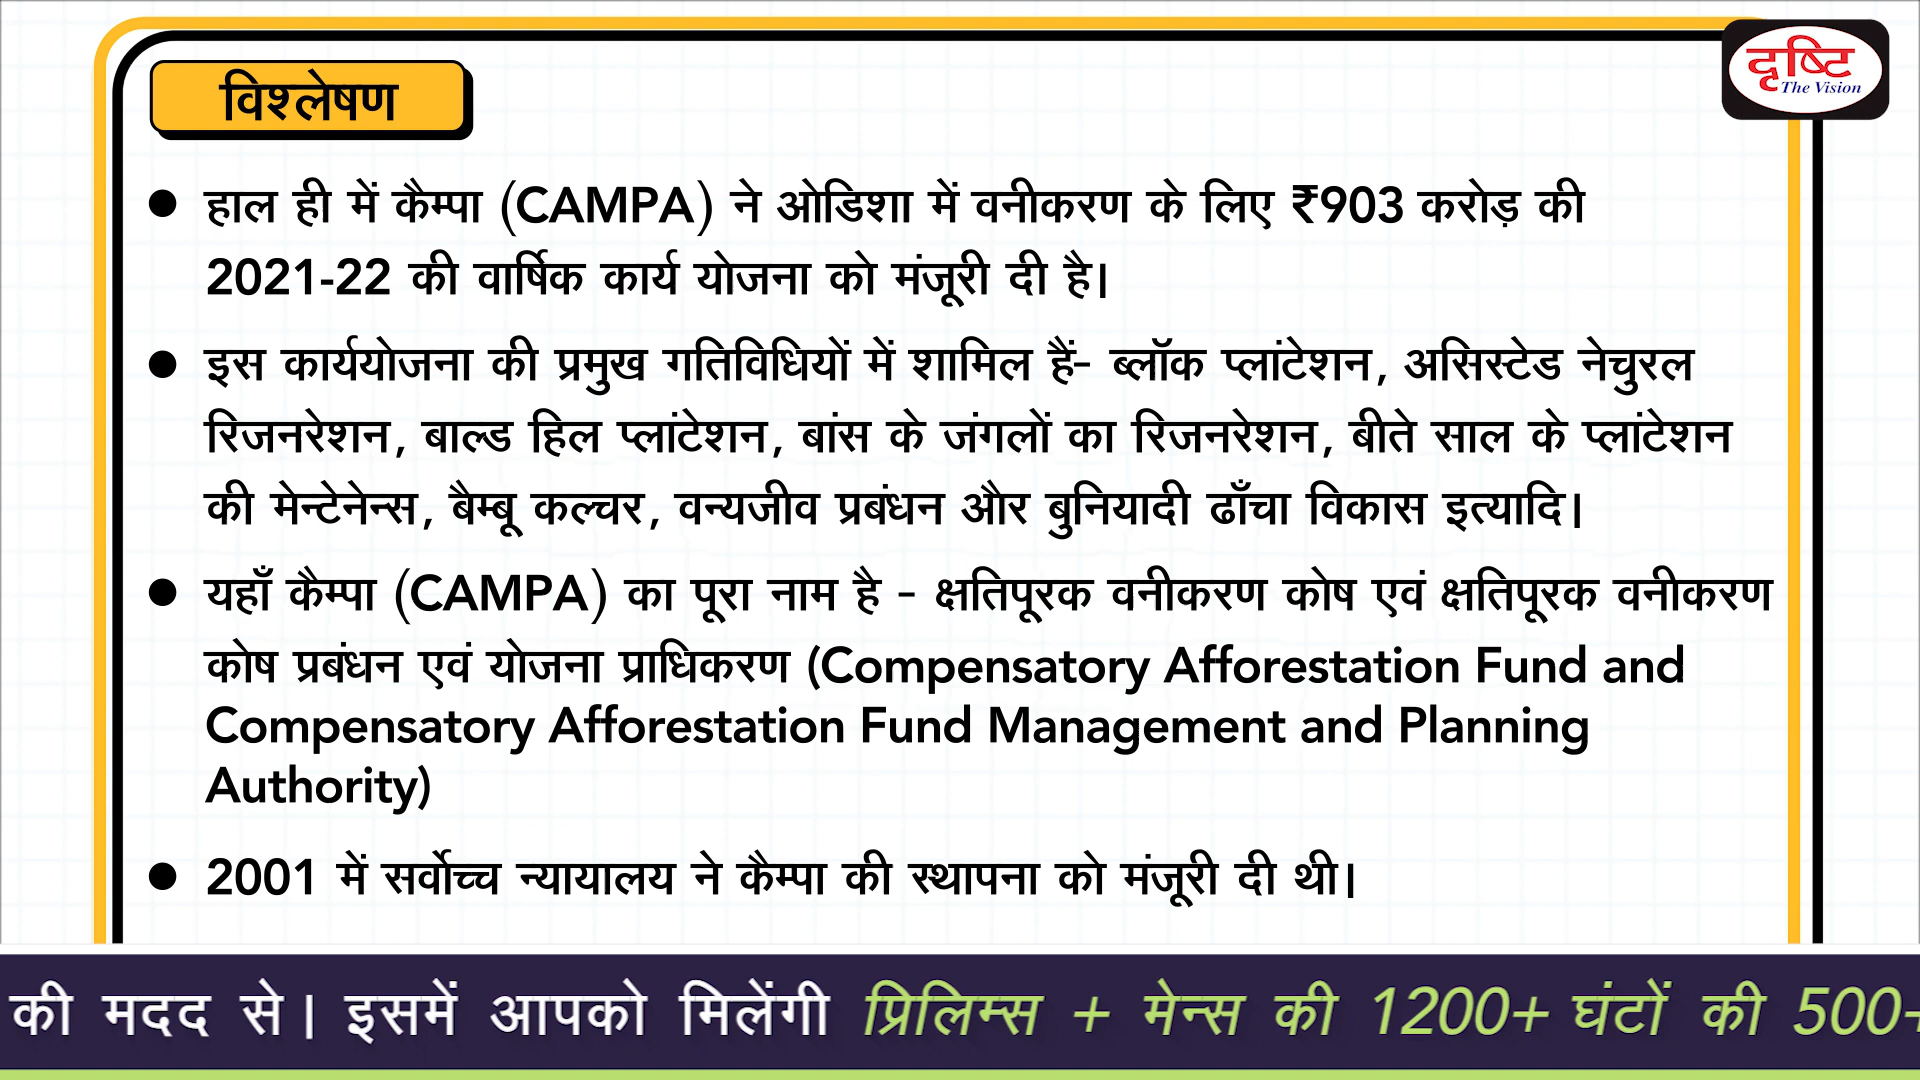 विश्लेषण
दृष्टि
The Vision
● हाल ही में कैम्पा (CAMPA) ने ओडिशा में वनीकरण के लिए ₹903 करोड़ की
2021-22 की वार्षिक कार्य योजना को मंजूरी दी है।
● इस कार्ययोजना की प्रमुख गतिविधियों में शामिल हैं- ब्लॉक प्लांटेशन, असिस्टेड नेचुरल
रिजनरेशन, बाल्ड हिल प्लांटेशन, बांस के जंगलों का रिजनरेशन, बीते साल के प्लांटेशन
की मेन्टेनेन्स, बैम्बू कल्चर, वन्यजीव प्रबंधन और बुनियादी ढाँचा विकास इत्यादि।
● यहाँ कैम्पा (CAMPA) का पूरा नाम है - क्षतिपूरक वनीकरण कोष एवं क्षतिपूरक वनीकरण
कोष प्रबंधन एवं योजना प्राधिकरण (Compensatory Afforestation Fund and
Compensatory Afforestation Fund Management and Planning
Authority)
● 2001 में सर्वोच्च न्यायालय ने कैम्पा की स्थापना को मंजूरी दी थी।
की मदद से। इसमें आपको मिलेंगी प्रिलिम्स + मेन्स की 1200+ घंटों की 500+